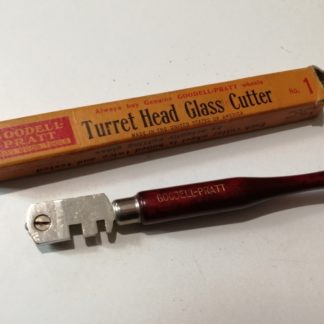 Always buy Genuine GOODELL-PRATT wheels
GOODELL-
PRATT
Turret Head Glass Cutter
No. 1
MADE IN THE UNITED STATES OF AMERICA
GOODELL-PRATT